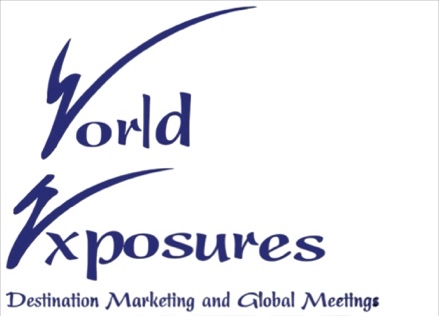 World
Exposures
Destination Marketing and Global Meetings